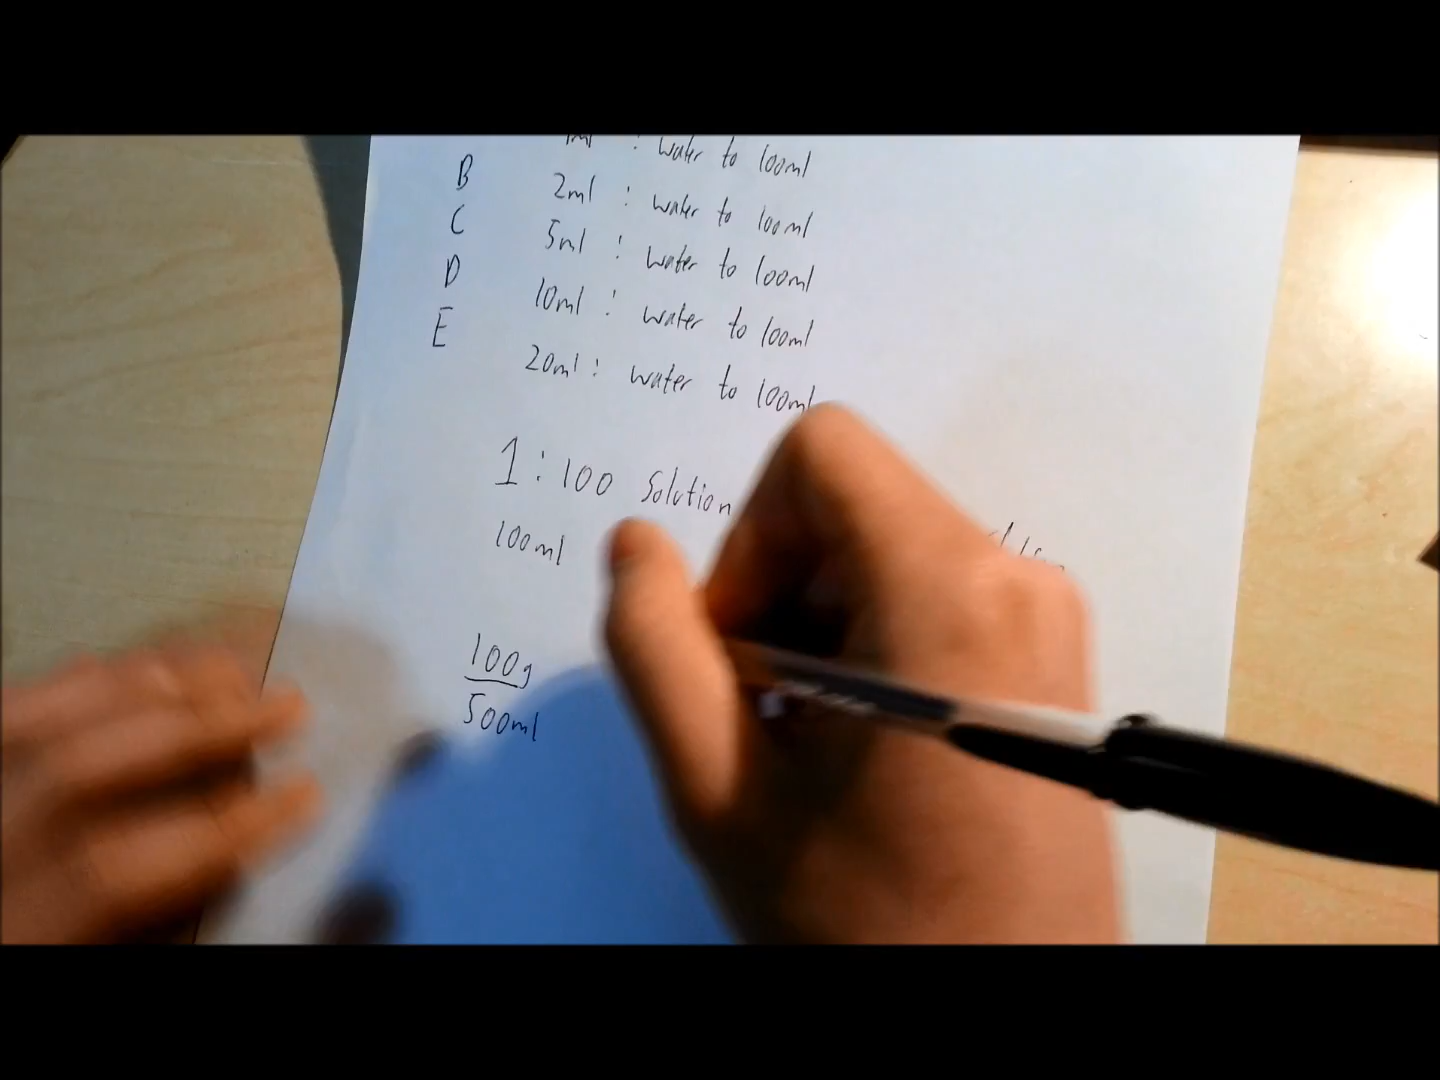 1ml : water to 100ml
B 2ml : water to 100ml
C 5ml : water to 100ml
D 10ml : water to 100ml
E 20ml : water to 100ml
1:100 Solution
100ml
100g
500ml